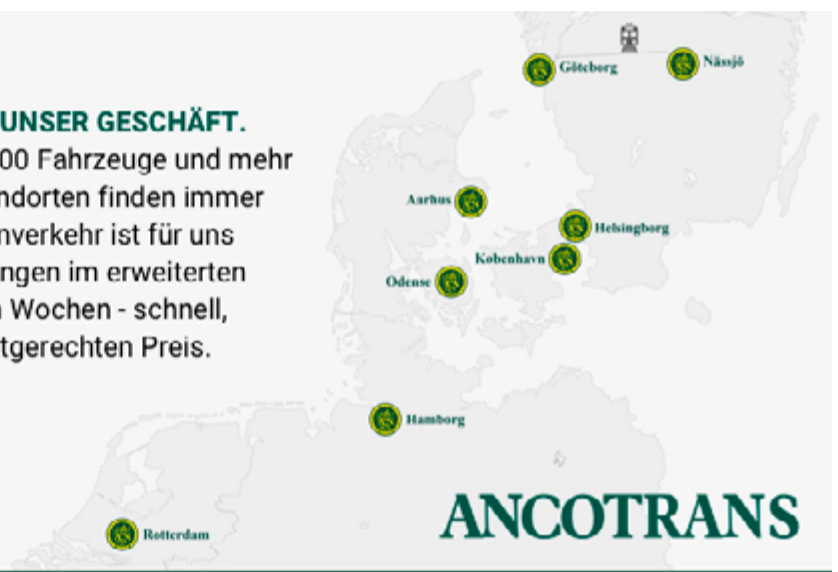 UNSER GESCHÄFT.
00 Fahrzeuge und mehr
ndorten finden immer
nverkehr ist für uns
ngen im erweiterten
Wochen - schnell,
tgerechten Preis.
Göteborg
Nässjö
Aarhus
Helsingborg
København
Odense
Hamborg
Rotterdam
ANCOTRANS